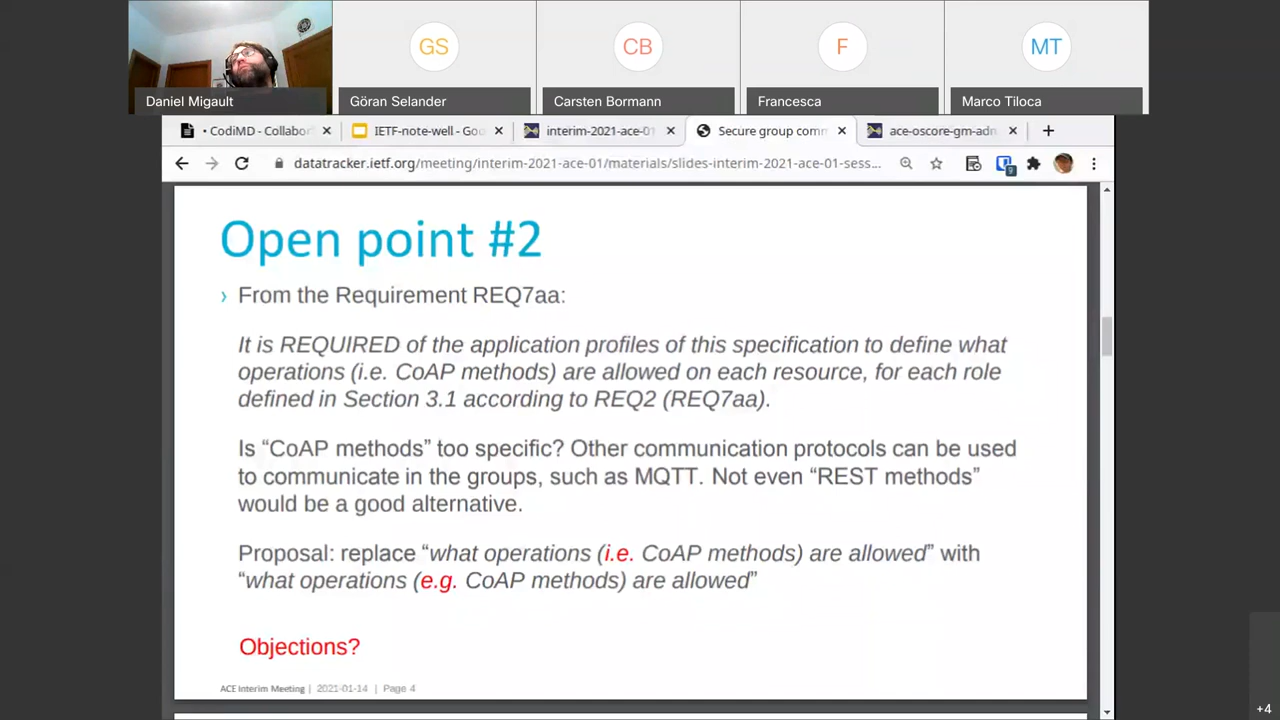 GS
CB
F
MT
Daniel Migault
Göran Selander
Carsten Bormann
Francesca
Marco Tiloca
• CodiMD - Collabo
IETF-note-well - Goo
interim-2021-ace-01
Secure group comm
ace-oscore-gm-adm
datatracker.ietf.org/meeting/interim-2021-ace-01/materials/slides-interim-2021-ace-01-sess...
9
Open point #2
› From the Requirement REQ7aa:
It is REQUIRED of the application profiles of this specification to define what
operations (i.e. CoAP methods) are allowed on each resource, for each role
defined in Section 3.1 according to REQ2 (REQ7aa).
Is “CoAP methods” too specific? Other communication protocols can be used
to communicate in the groups, such as MQTT. Not even “REST methods”
would be a good alternative.
Proposal: replace “what operations (i.e. CoAP methods) are allowed” with
“what operations (e.g. CoAP methods) are allowed”
Objections?
ACE Interim Meeting | 2021-01-14 | Page 4
+4